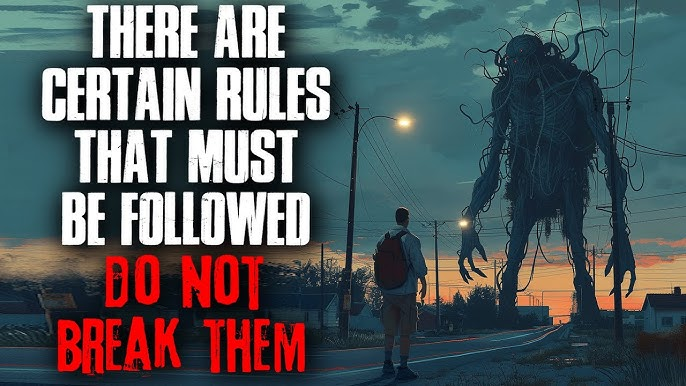 THERE ARE
CERTAIN RULES
THAT MUST
BE FOLLOWED
DO NOT
BREAK THEM